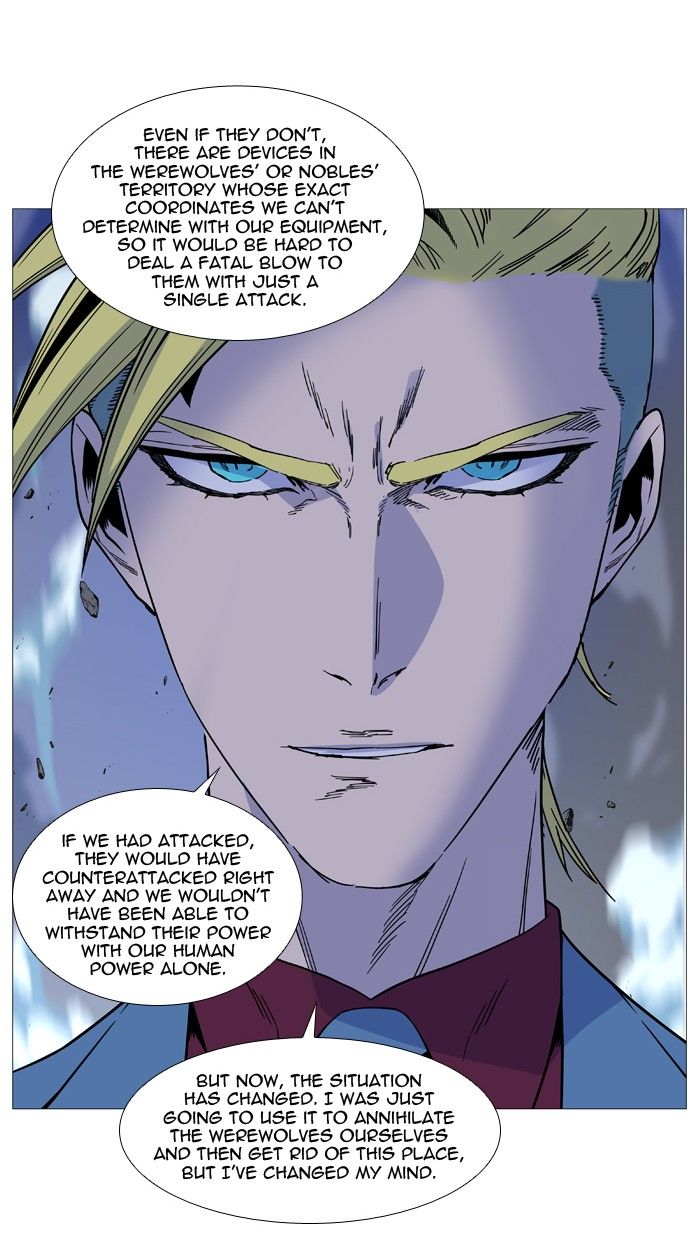 EVEN IF THEY DON'T,
THERE ARE DEVICES IN
THE WEREWOLVES' OR NOBLES'
TERRITORY WHOSE EXACT
COORDINATES WE CAN'T
DETERMINE WITH OUR EQUIPMENT,
SO IT WOULD BE HARD TO
DEAL A FATAL BLOW TO
THEM WITH JUST A
SINGLE ATTACK.
IF WE HAD ATTACKED,
THEY WOULD HAVE
COUNTERATTACKED RIGHT
AWAY AND WE WOULDN'T
HAVE BEEN ABLE TO
WITHSTAND THEIR POWER
WITH OUR HUMAN
POWER ALONE.
BUT NOW, THE SITUATION
HAS CHANGED. I WAS JUST
GOING TO USE IT TO ANNIHILATE
THE WEREWOLVES OURSELVES
AND THEN GET RID OF THIS PLACE,
BUT I'VE CHANGED MY MIND.